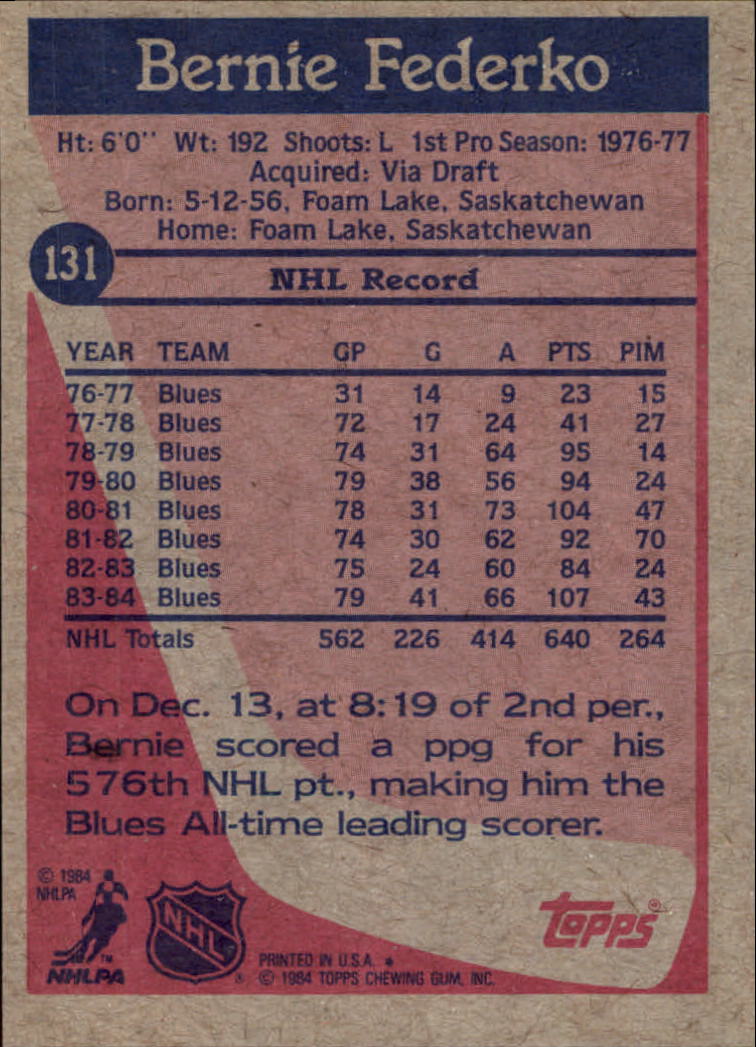 Bernie Federko
Ht: 6'0'' Wt: 192 Shoots: L 1st Pro Season: 1976-77
Acquired: Via Draft
Born: 5-12-56, Foam Lake, Saskatchewan
Home: Foam Lake, Saskatchewan
131
NHL Record
YEAR TEAM GP G A PTS PIM
76-77 Blues 31 14 9 23 15
77-78 Blues 72 17 24 41 27
78-79 Blues 74 31 64 95 14
79-80 Blues 79 38 56 94 24
80-81 Blues 78 31 73 104 47
81-82 Blues 74 30 62 92 70
82-83 Blues 75 24 60 84 24
83-84 Blues 79 41 66 107 43
NHL Totals 562 226 414 640 264
On Dec. 13, at 8:19 of 2nd per.,
Bernie scored a ppg for his
576th NHL pt., making him the
Blues All-time leading scorer.
© 1984
NHLPA
NHLPA ™
NHL ®
topps®
PRINTED IN U.S.A. *
© 1984 TOPPS CHEWING GUM, INC.